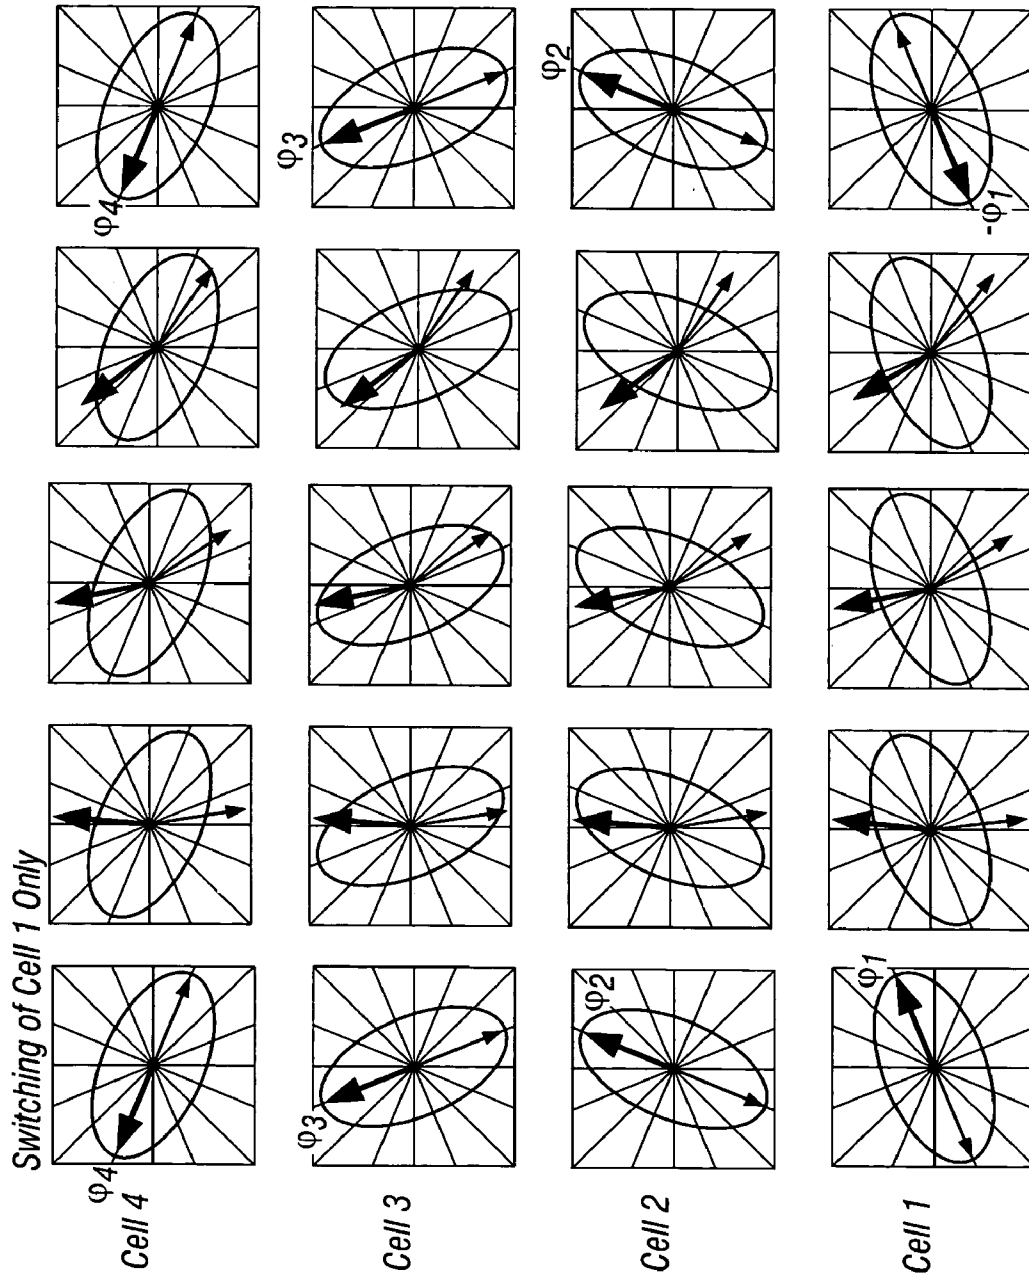 Switching of Cell 1 Only
Cell 4
φ4
φ4
Cell 3
φ3
φ3
Cell 2
φ2
φ2
Cell 1
φ1
-φ1